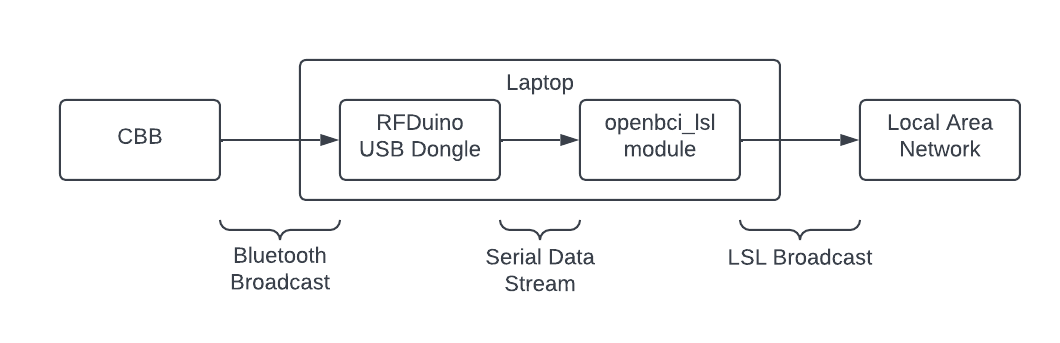 Laptop
CBB
RFDuino
USB Dongle
openbci_lsl
module
Local Area
Network
Bluetooth
Broadcast
Serial Data
Stream
LSL Broadcast